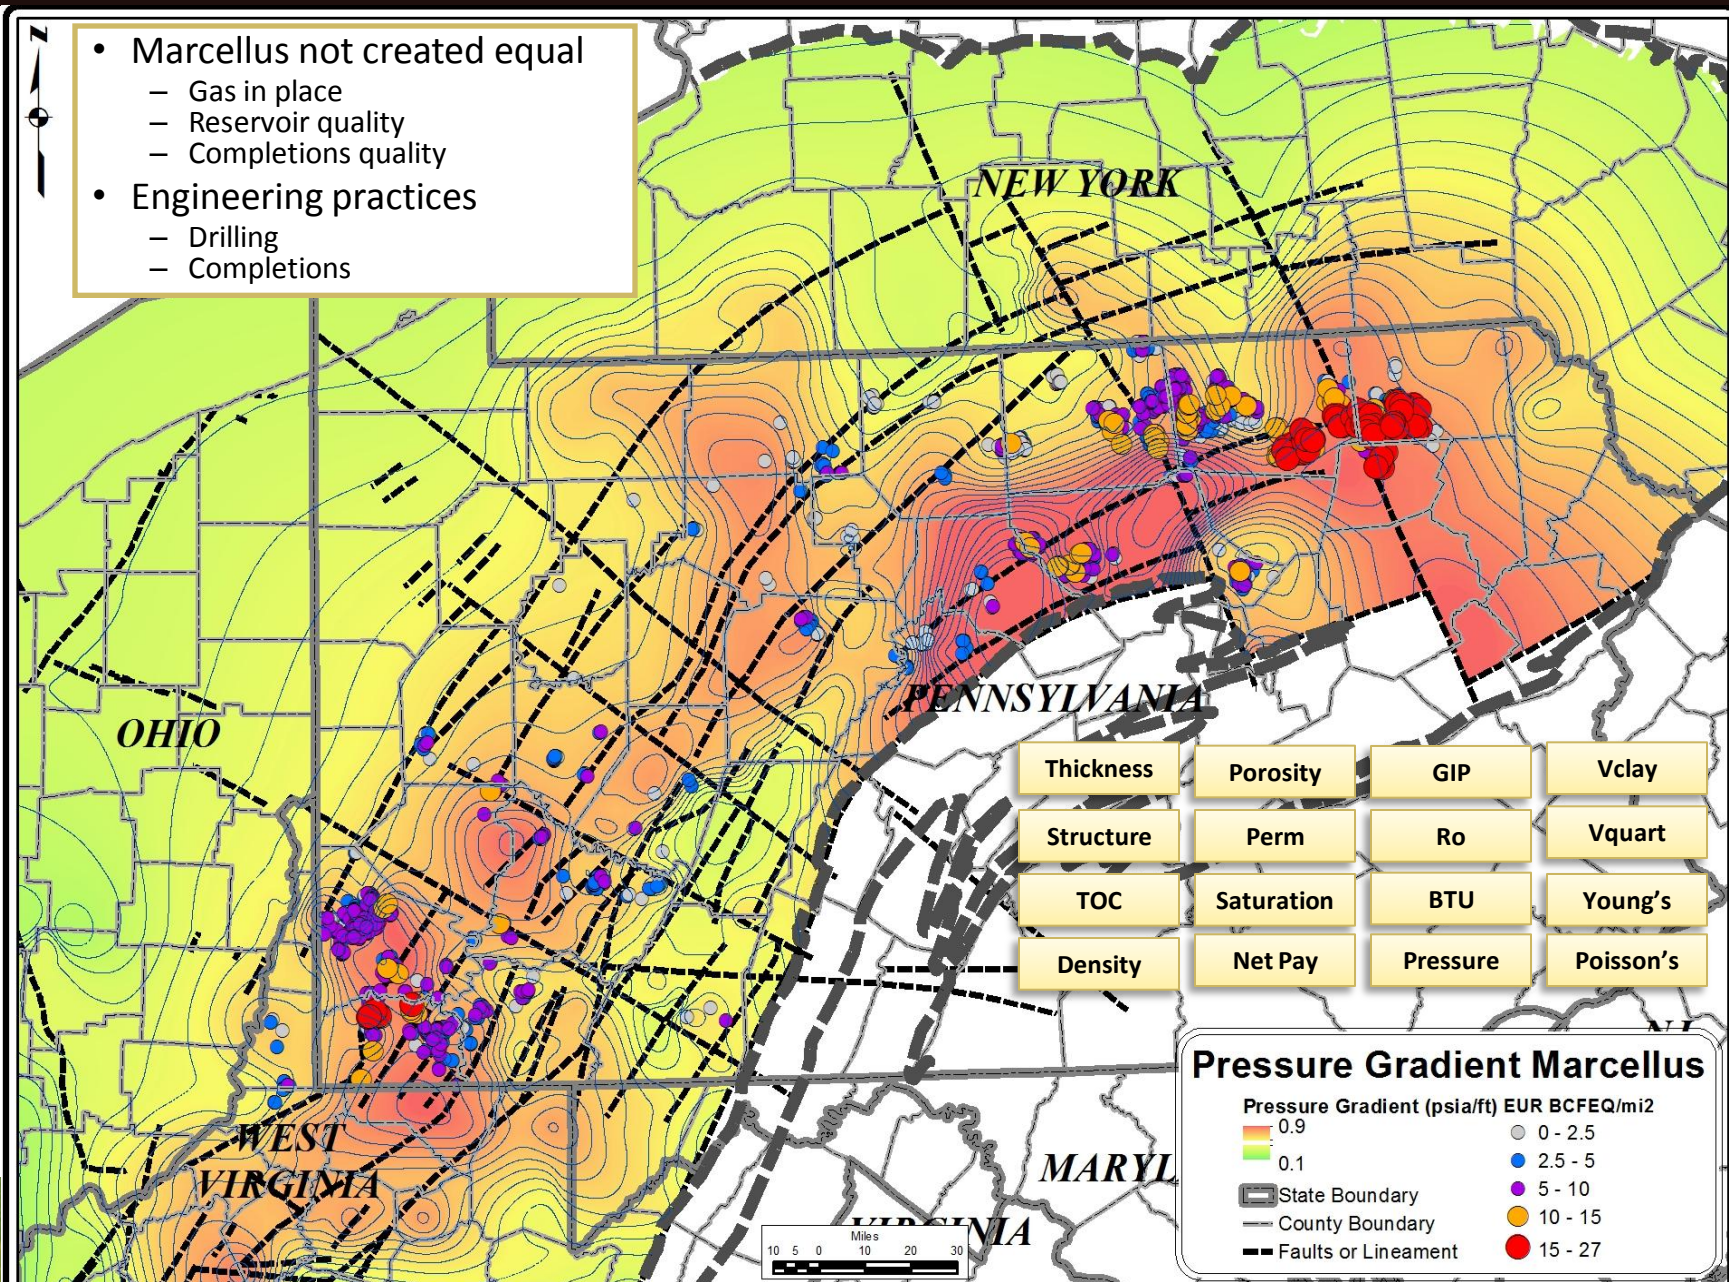 N
• Marcellus not created equal
– Gas in place
– Reservoir quality
– Completions quality
• Engineering practices
– Drilling
– Completions
NEW YORK
PENNSYLVANIA
OHIO
Thickness Porosity GIP Vclay
Structure Perm Ro Vquart
TOC Saturation BTU Young's
Density Net Pay Pressure Poisson's
NJ
WEST
VIRGINIA
MARYL
VIRGINIA
Miles
10 5 0 10 20 30
Pressure Gradient Marcellus
Pressure Gradient (psia/ft) EUR BCFEQ/mi2
0.9 0 - 2.5
0.1 2.5 - 5
State Boundary 5 - 10
County Boundary 10 - 15
Faults or Lineament 15 - 27